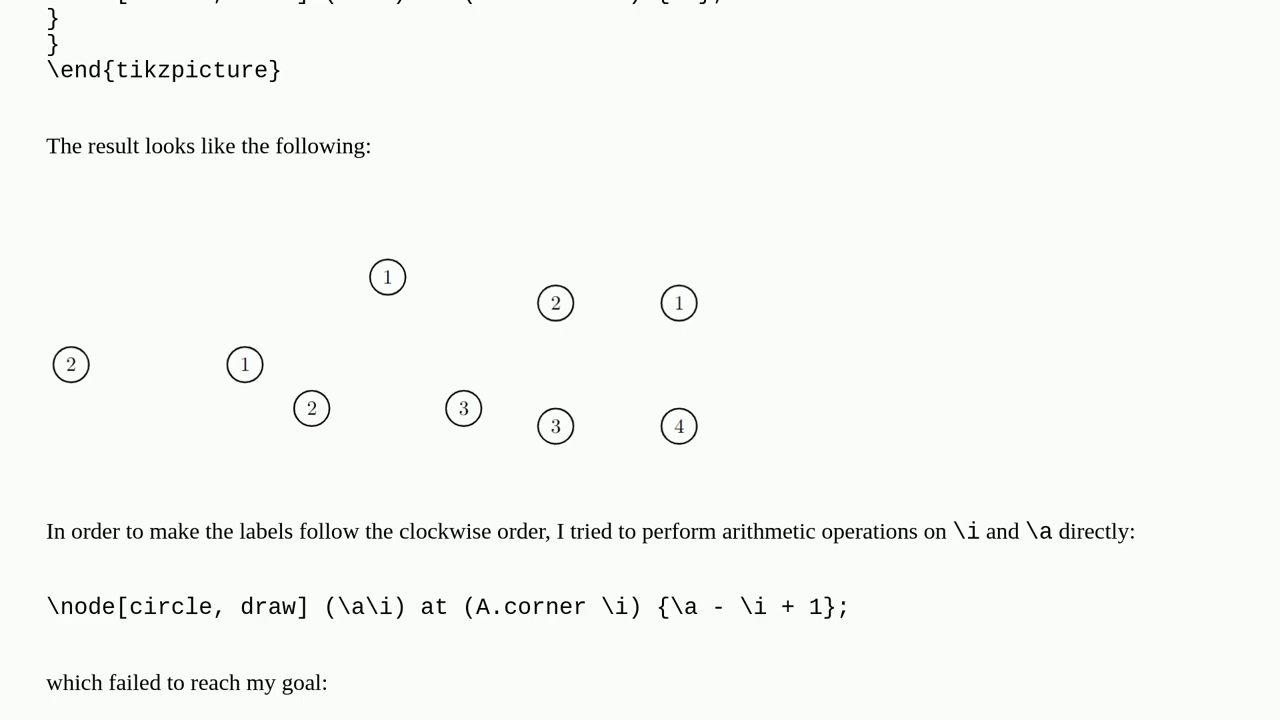 }
}
\end{tikzpicture}
The result looks like the following:
1
2 1
2 1
2 3
3 4
In order to make the labels follow the clockwise order, I tried to perform arithmetic operations on \i and \a directly:
\node[circle, draw] (\a\i) at (A.corner \i) {\a - \i + 1};
which failed to reach my goal: